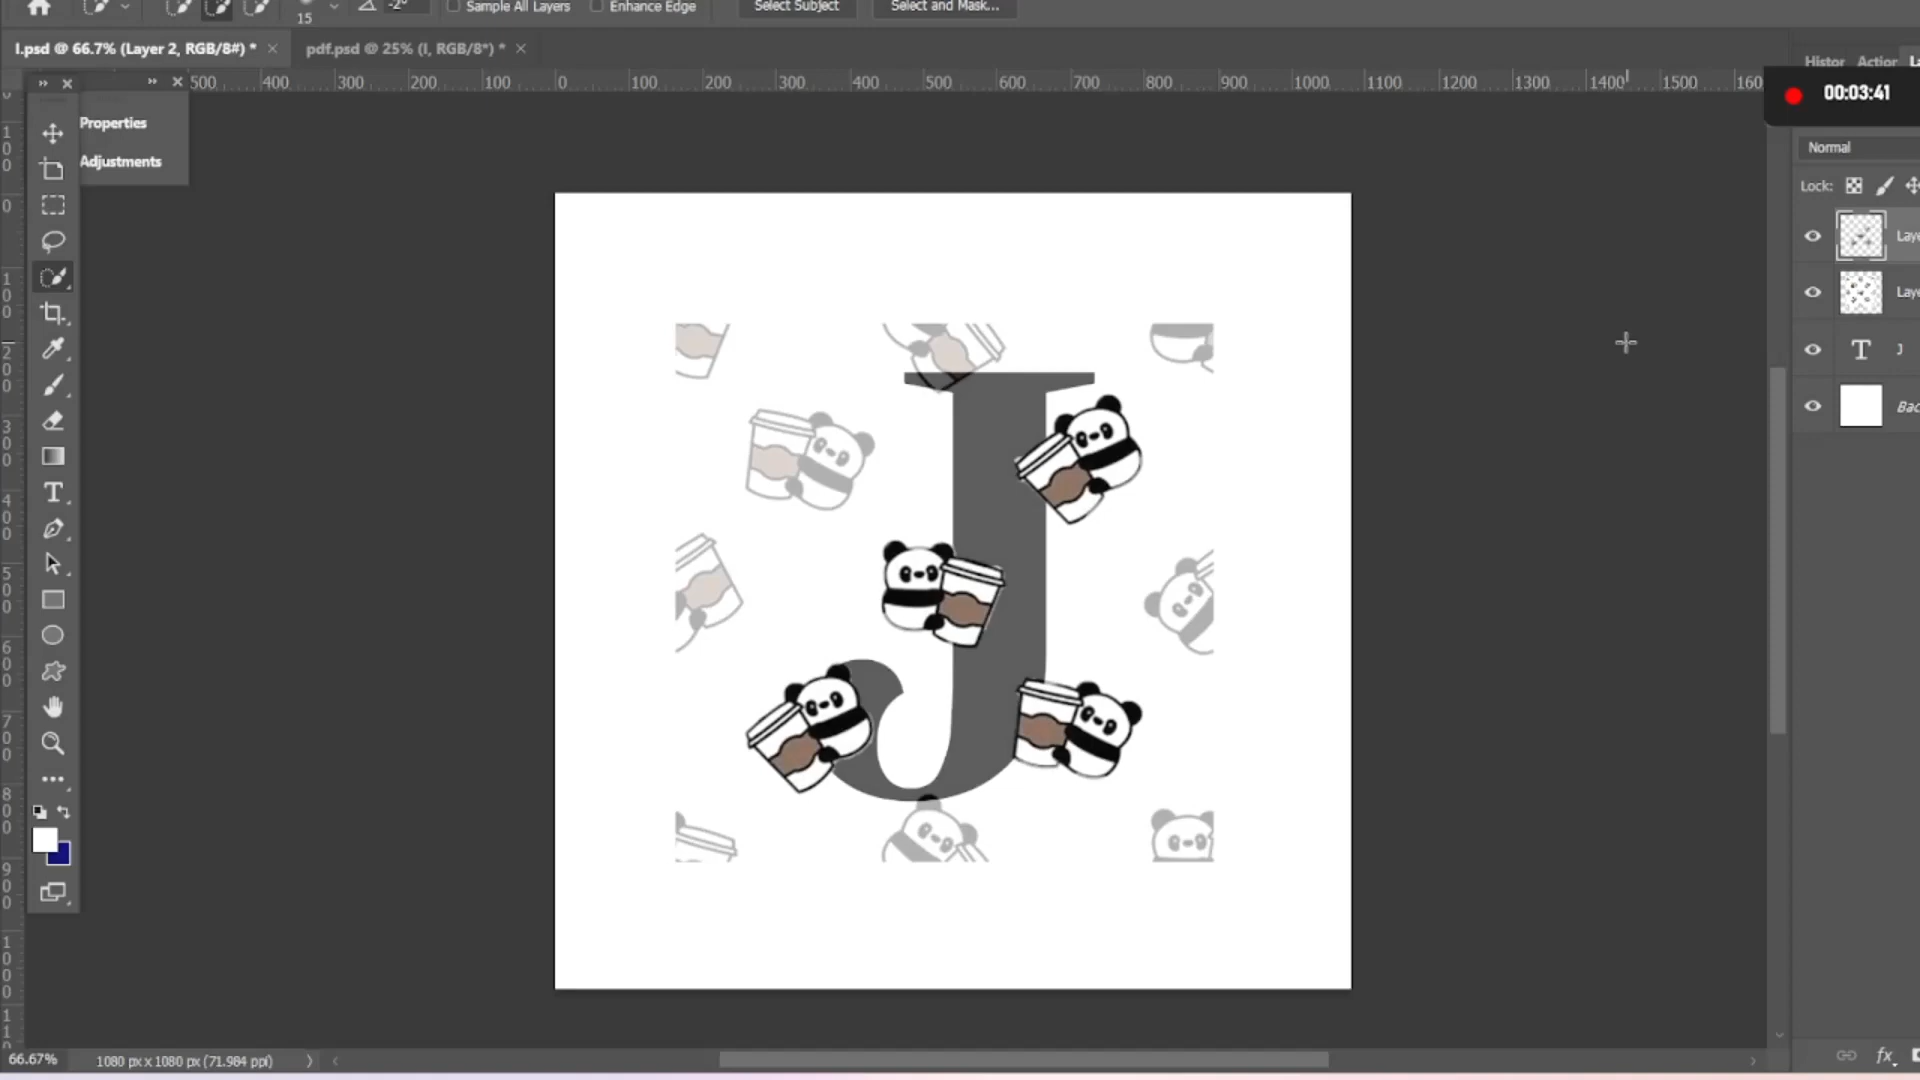 15
-2°
Sample All Layers
Enhance Edge
Select Subject
Select and Mask...
I.psd @ 66.7% (Layer 2, RGB/8#) *
pdf.psd @ 25% (I, RGB/8*) *
Histor
Action
500 400 300 200 100 0 100 200 300 400 500 600 700 800 900 1000 1100 1200 1300 1400 1500 160
00:03:41
Properties
Adjustments
Normal
Lock:
Laye
Laye
T
J
Bac
J
T
66.67%
1080 px x 1080 px (71.984 ppi)
fx